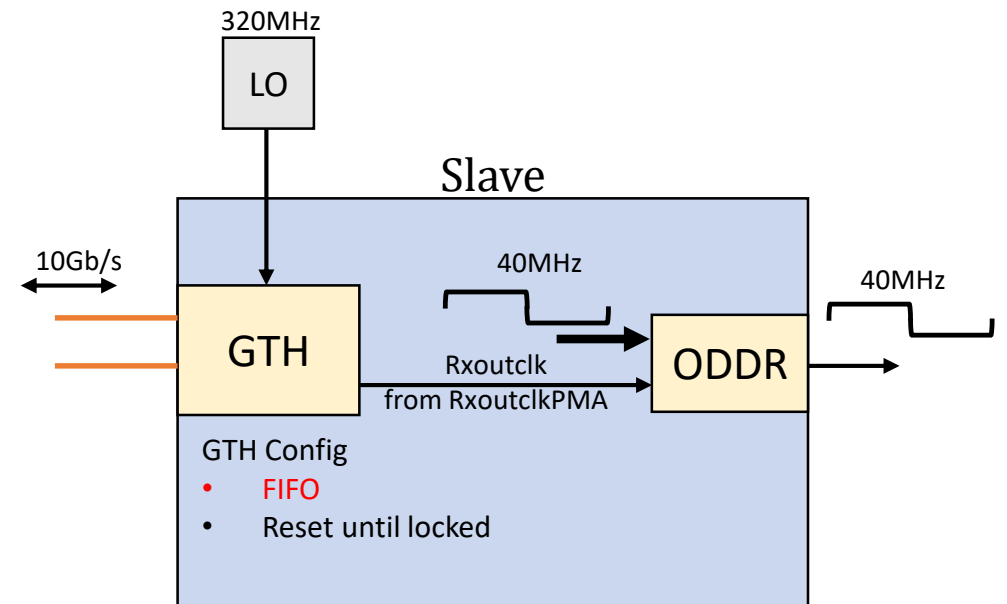 320MHz
LO
Slave
10Gb/s
40MHz
40MHz
GTH
Rxoutclk
from RxoutclkPMA
ODDR
GTH Config
• FIFO
• Reset until locked